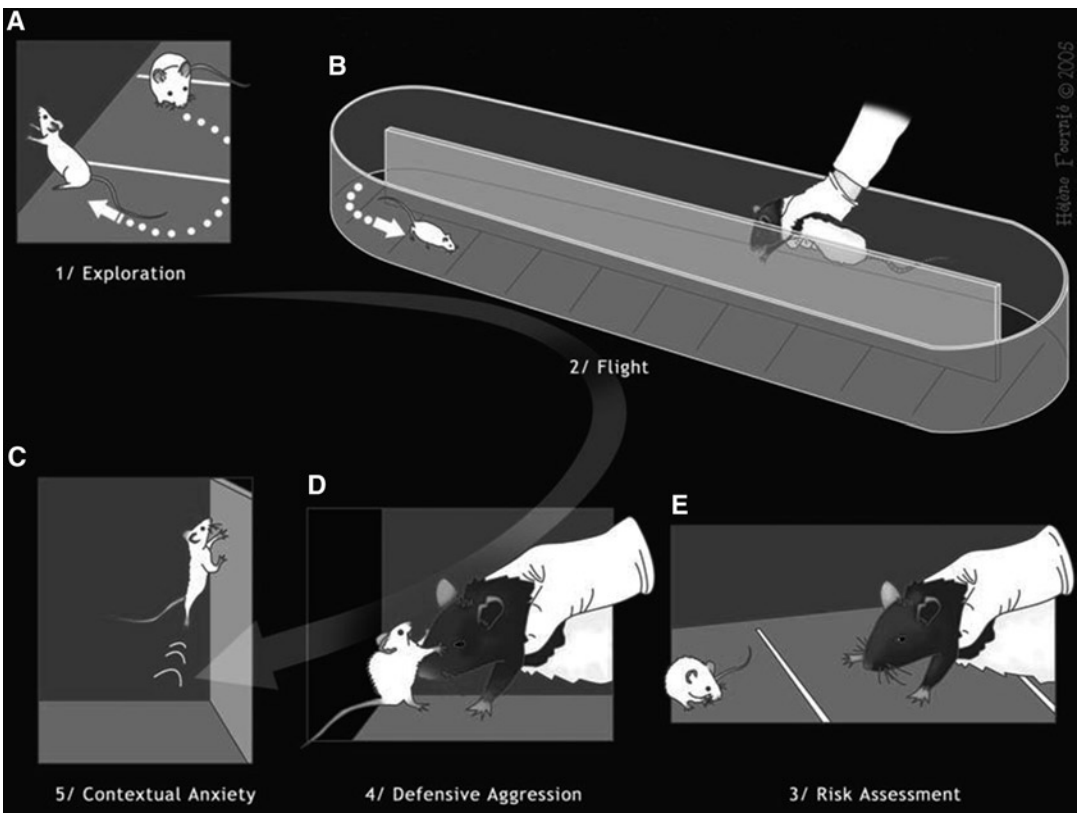 A
B
Hélène Fournié © 2005
1/ Exploration
2/ Flight
C
D
E
5/ Contextual Anxiety
4/ Defensive Aggression
3/ Risk Assessment